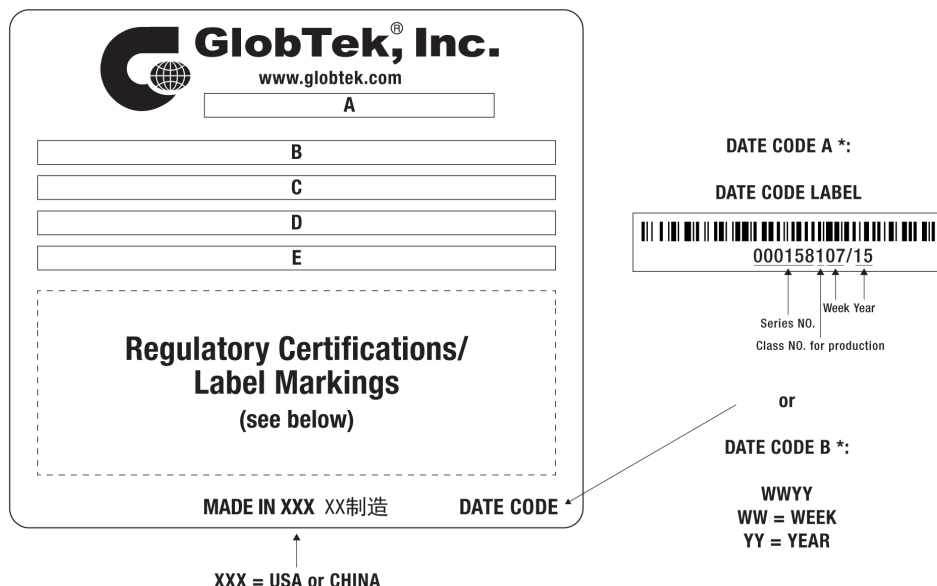 GlobTek,® Inc.
www.globtek.com
A
B
C
D
E
Regulatory Certifications/
Label Markings
(see below)
MADE IN XXX XX制造
DATE CODE
XXX = USA or CHINA
DATE CODE A *:
DATE CODE LABEL
000158107/15
Week Year
Series NO.
Class NO. for production
or
DATE CODE B *:
WWYY
WW = WEEK
YY = YEAR